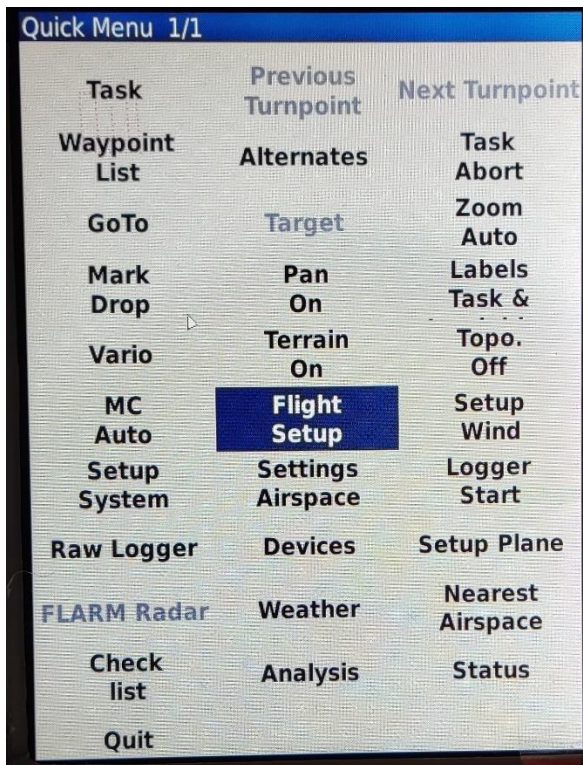 Quick Menu 1/1
Task
Previous
Turnpoint
Next Turnpoint
Waypoint
List
Alternates
Task
Abort
GoTo
Target
Zoom
Auto
Mark
Drop
Pan
On
Labels
Task &
Vario
Terrain
On
Topo.
Off
MC
Auto
Flight
Setup
Setup
Wind
Setup
System
Settings
Airspace
Logger
Start
Raw Logger
Devices
Setup Plane
FLARM Radar
Weather
Nearest
Airspace
Check
list
Analysis
Status
Quit